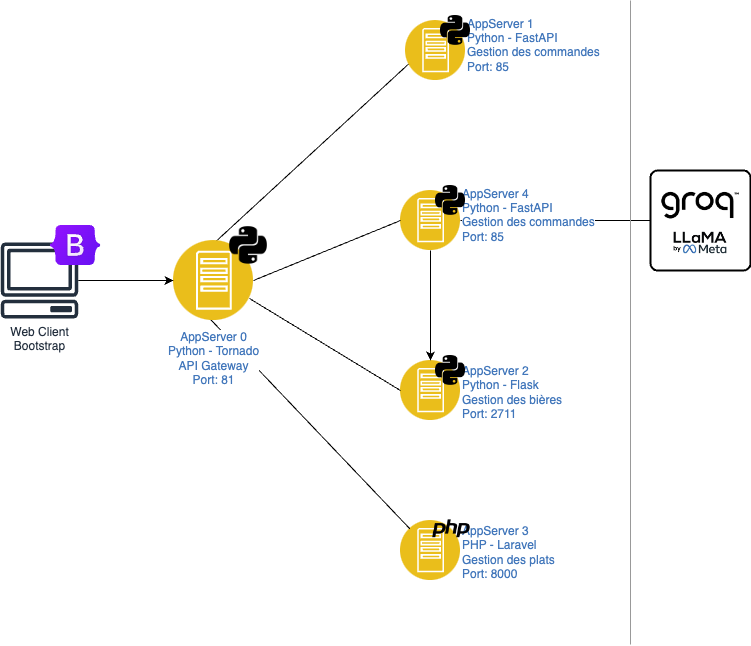 AppServer 1
Python - FastAPI
Gestion des commandes
Port: 85
AppServer 4
Python - FastAPI
Gestion des commandes
Port: 85
groq™
LLaMA
by Meta
B
Web Client
Bootstrap
AppServer 0
Python - Tornado
API Gateway
Port: 81
AppServer 2
Python - Flask
Gestion des bières
Port: 2711
php
AppServer 3
PHP - Laravel
Gestion des plats
Port: 8000